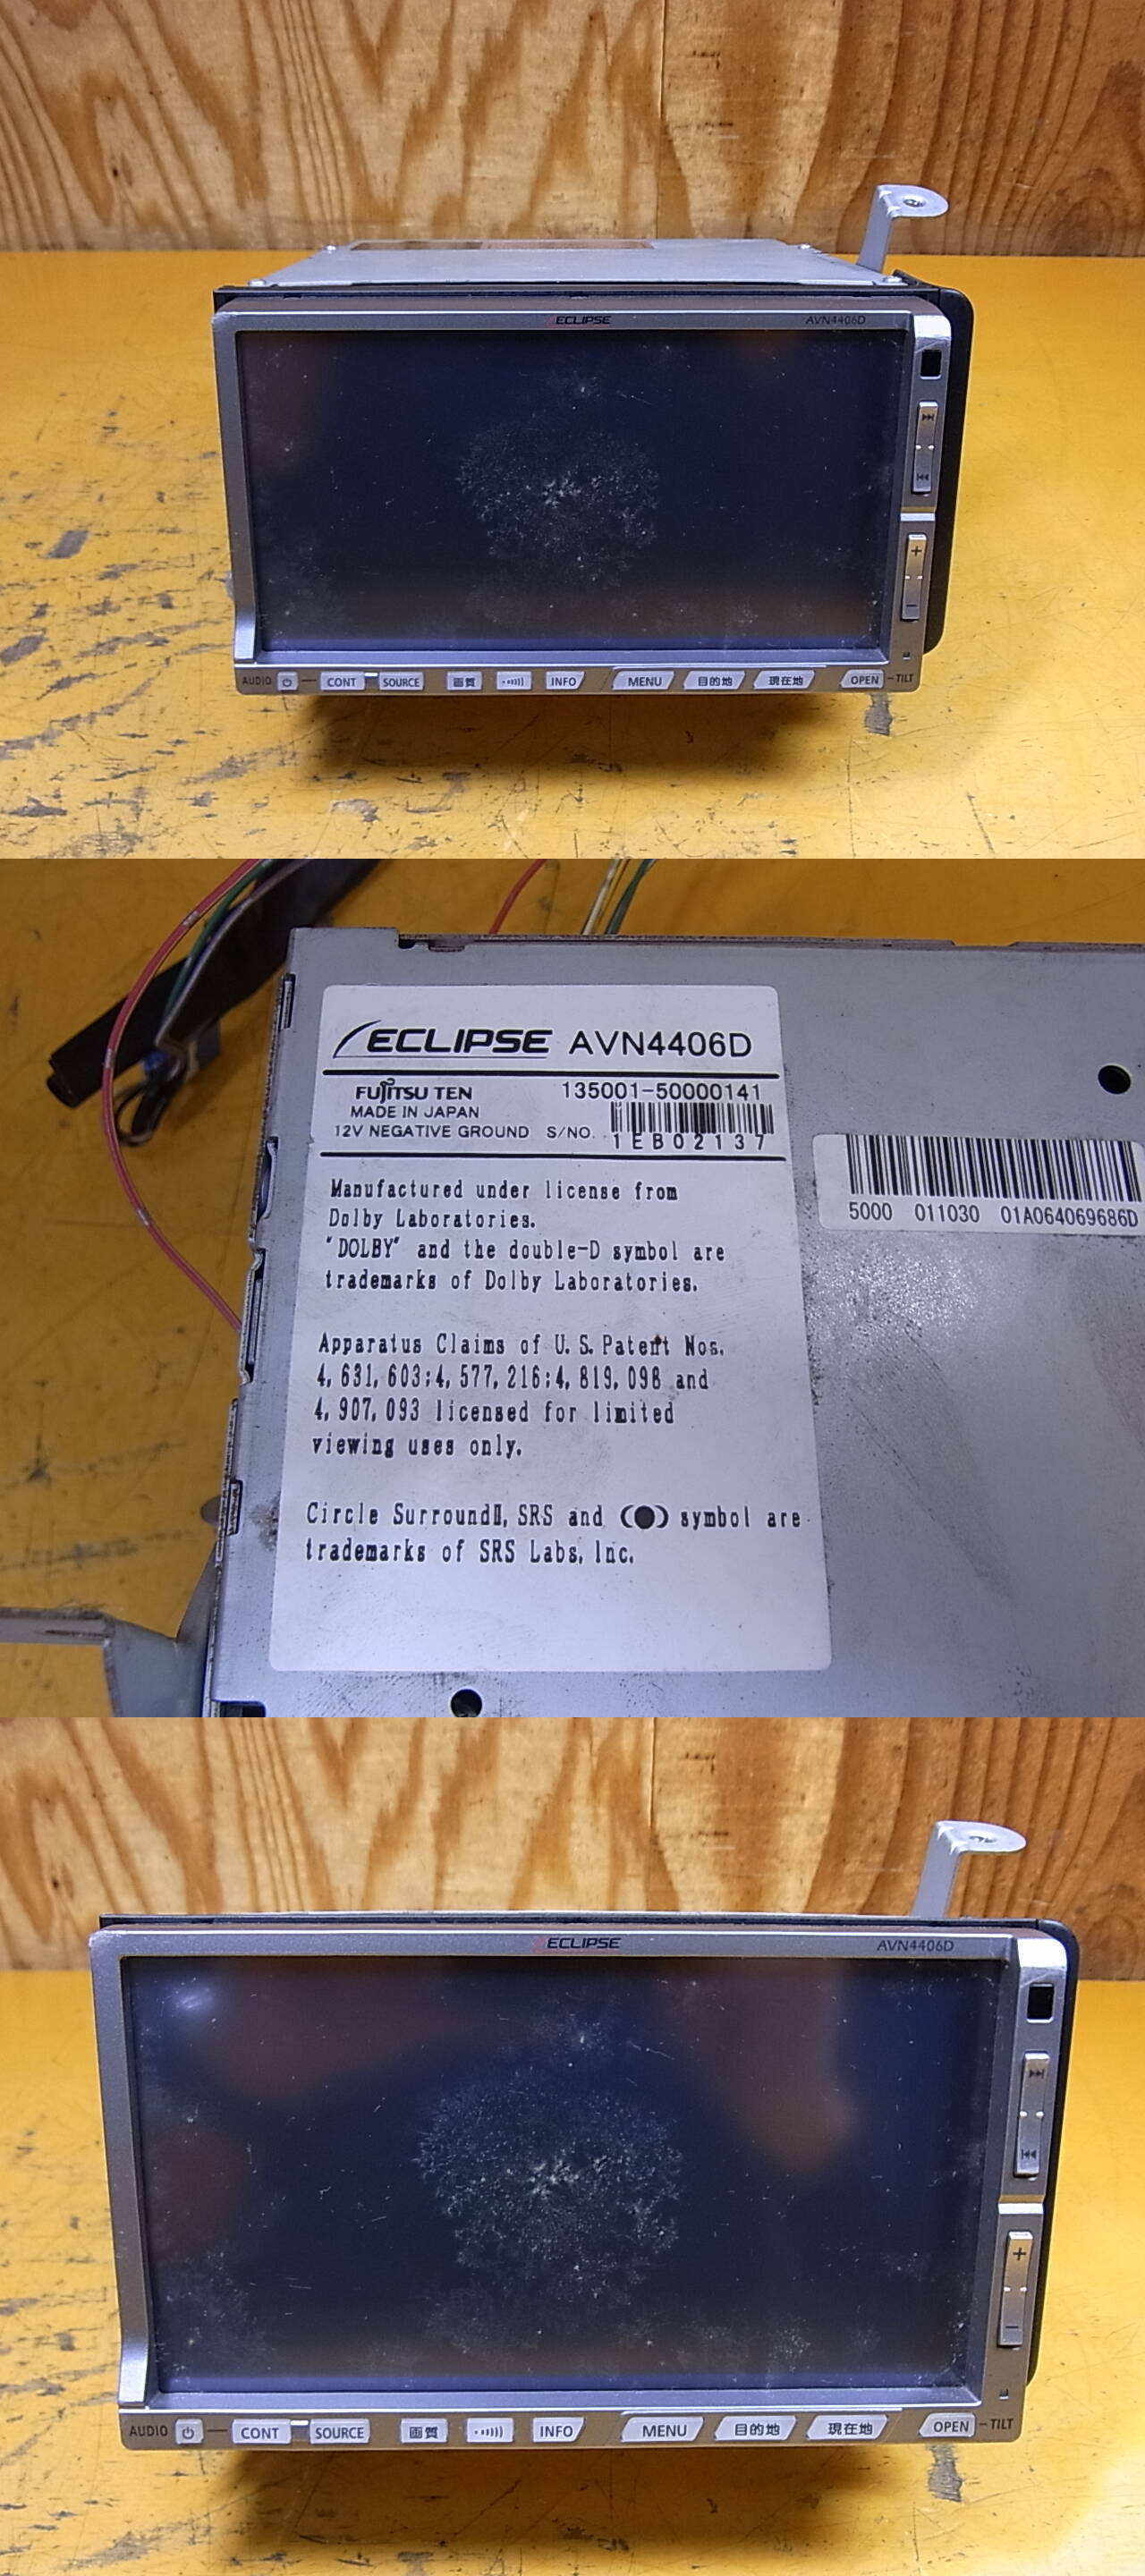 ECLIPSE
AVN4406D
+
−
AUDIO CONT SOURCE 画質 INFO MENU 目的地 現在地 OPEN TILT
ECLIPSE AVN4406D
FUJITSU TEN 135001-50000141
MADE IN JAPAN
12V NEGATIVE GROUND S/NO. 1EB02137
Manufactured under license from
Dolby Laboratories.
"DOLBY" and the double-D symbol are
trademarks of Dolby Laboratories.
Apparatus Claims of U.S. Patent Nos.
4,631,603;4,577,216;4,819,098 and
4,907,093 licensed for limited
viewing uses only.
Circle SurroundⅡ, SRS and (●) symbol are
trademarks of SRS Labs, Inc.
5000 011030 01A064069686D
ECLIPSE
AVN4406D
+
−
AUDIO CONT SOURCE 画質 INFO MENU 目的地 現在地 OPEN TILT